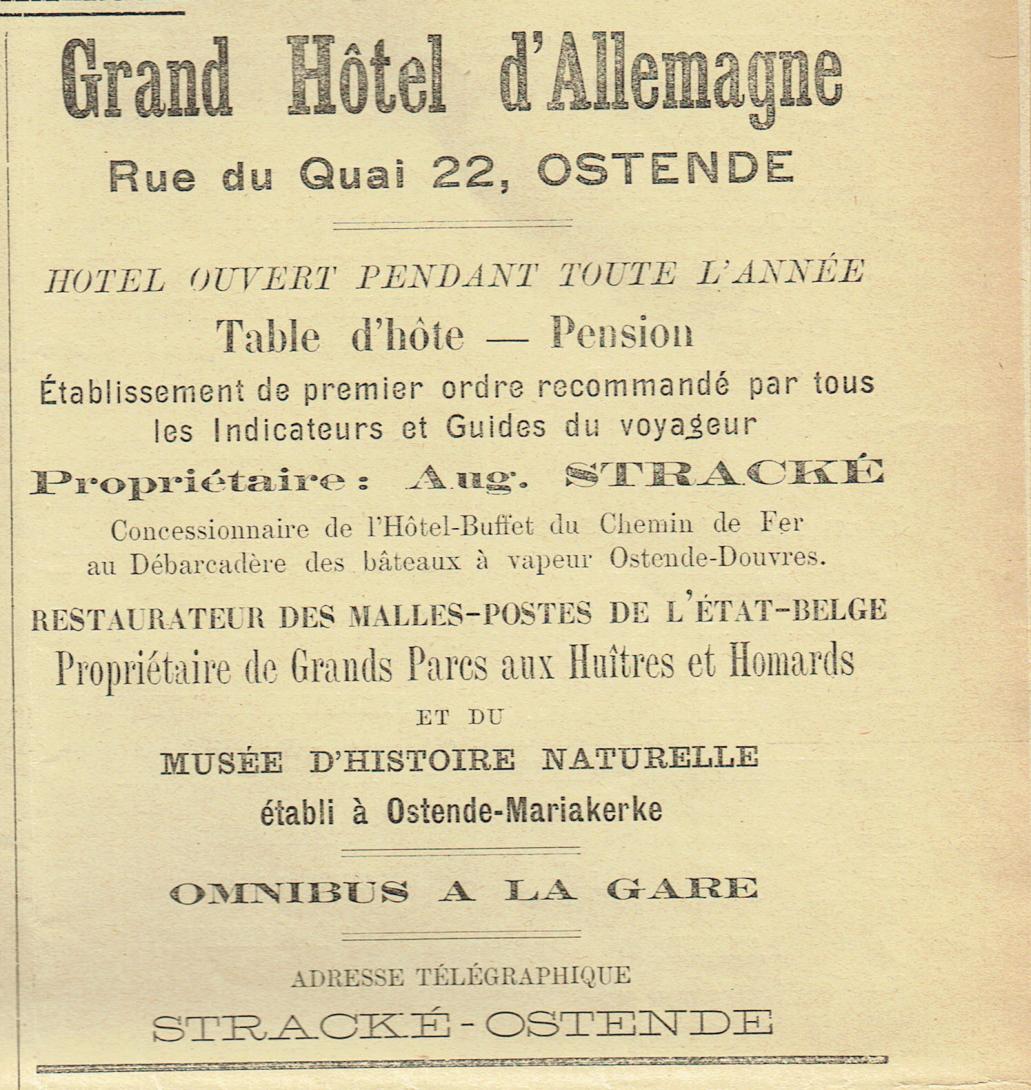 Grand Hôtel d'Allemagne
Rue du Quai 22, OSTENDE
HOTEL OUVERT PENDANT TOUTE L'ANNÉE
Table d'hôte — Pension
Établissement de premier ordre recommandé par tous
les Indicateurs et Guides du voyageur
Propriétaire : Aug. STRACKÉ
Concessionnaire de l'Hôtel-Buffet du Chemin de Fer
au Débarcadère des bâteaux à vapeur Ostende-Douvres.
RESTAURATEUR DES MALLES-POSTES DE L'ÉTAT-BELGE
Propriétaire de Grands Parcs aux Huîtres et Homards
ET DU
MUSÉE D'HISTOIRE NATURELLE
établi à Ostende-Mariakerke
OMNIBUS A LA GARE
ADRESSE TÉLÉGRAPHIQUE
STRACKÉ-OSTENDE